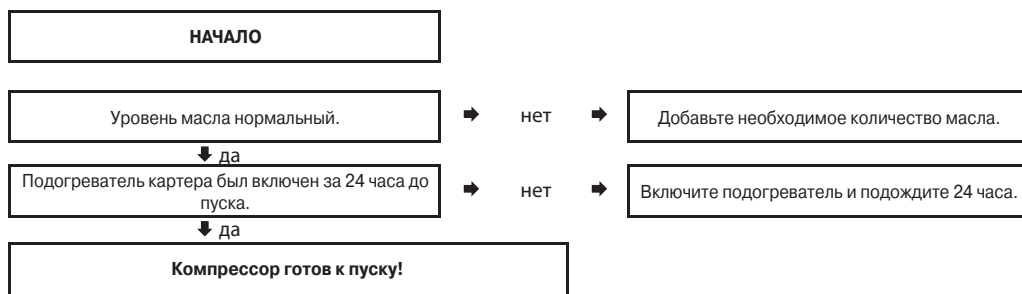 НАЧАЛО
Уровень масла нормальный. нет Добавьте необходимое количество масла.
да
Подогреватель картера был включен за 24 часа до
пуска.
нет Включите подогреватель и подождите 24 часа.
да
Компрессор готов к пуску!